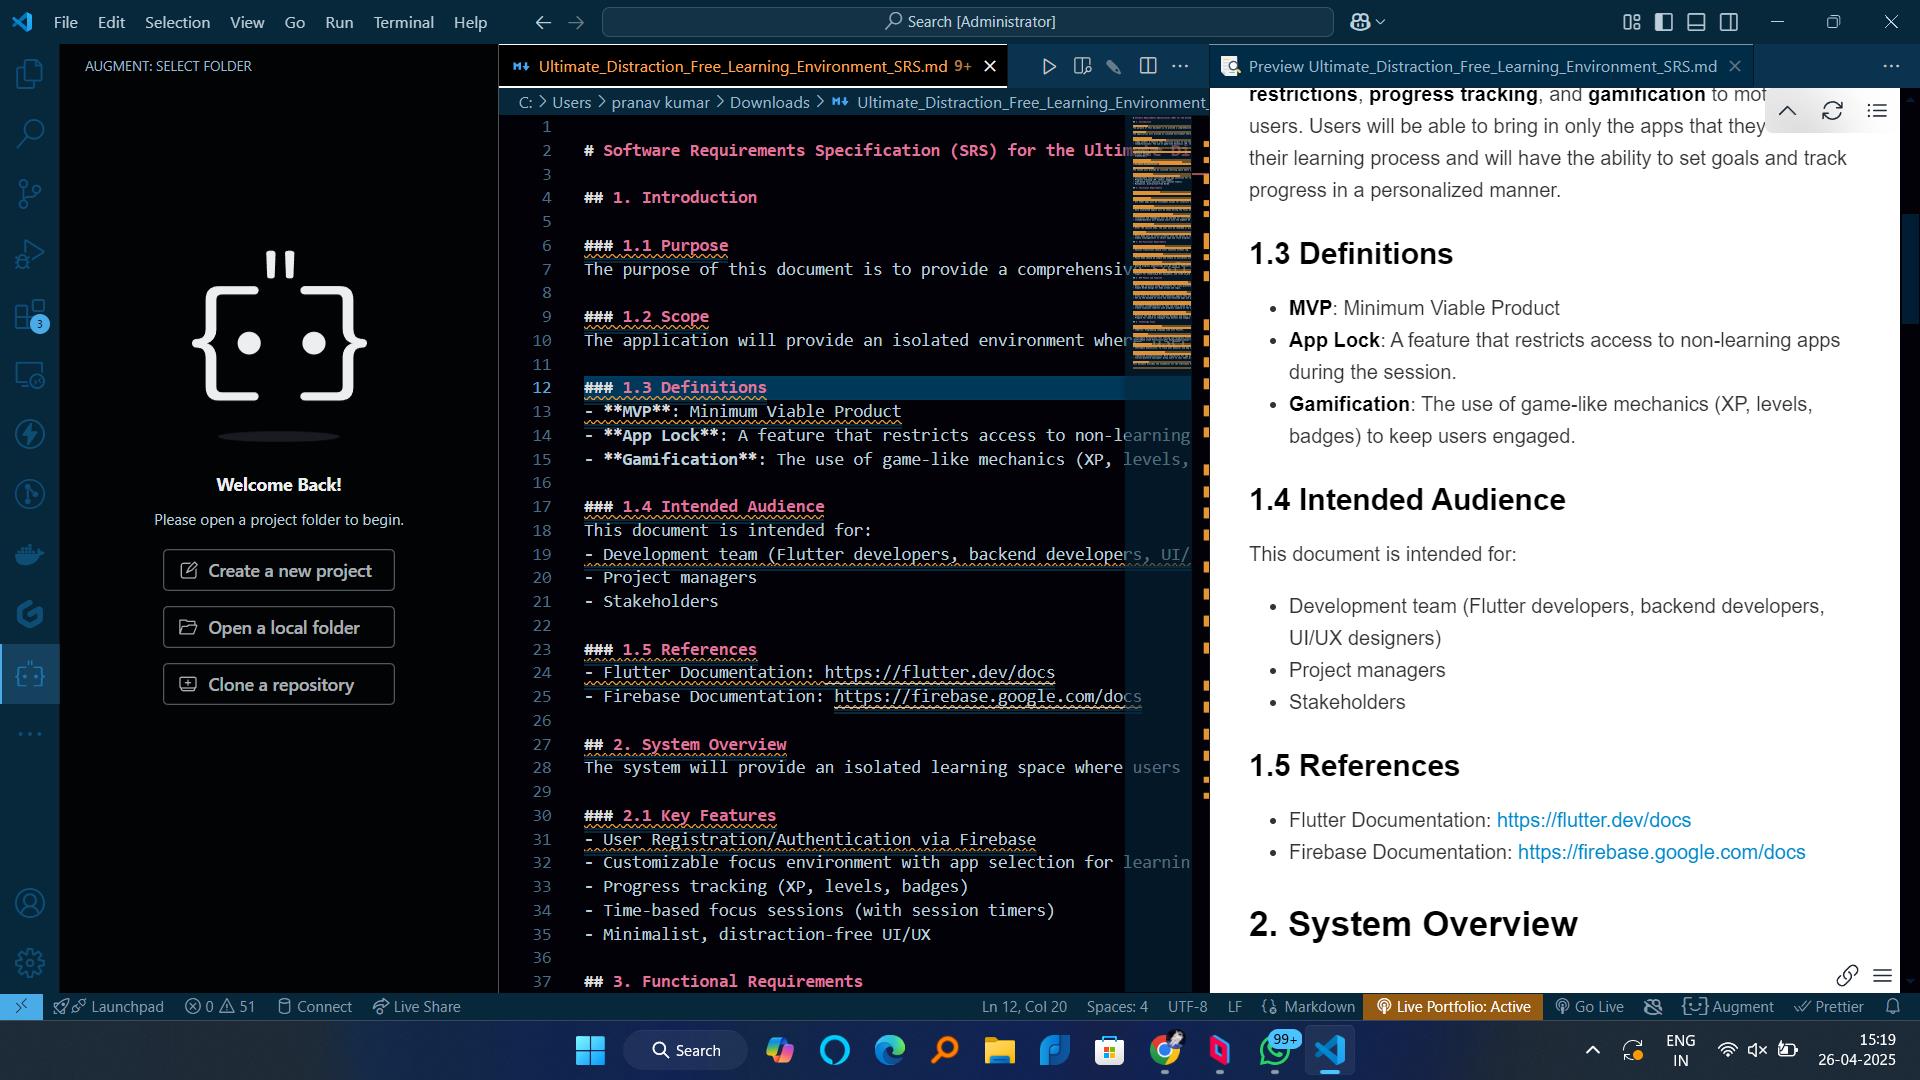 File Edit Selection View Go Run Terminal Help
Search [Administrator]
AUGMENT: SELECT FOLDER
Welcome Back!
Please open a project folder to begin.
Create a new project
Open a local folder
Clone a repository
3
Ultimate_Distraction_Free_Learning_Environment_SRS.md 9+
C: > Users > pranav kumar > Downloads > Ultimate_Distraction_Free_Learning_Environment_
1
2 # Software Requirements Specification (SRS) for the Ultimate Di
3
4 ## 1. Introduction
5
6 ### 1.1 Purpose
7 The purpose of this document is to provide a comprehensiv
8
9 ### 1.2 Scope
10 The application will provide an isolated environment wher
11
12 ### 1.3 Definitions
13 - **MVP**: Minimum Viable Product
14 - **App Lock**: A feature that restricts access to non-learning
15 - **Gamification**: The use of game-like mechanics (XP, levels,
16
17 ### 1.4 Intended Audience
18 This document is intended for:
19 - Development team (Flutter developers, backend developers, UI/
20 - Project managers
21 - Stakeholders
22
23 ### 1.5 References
24 - Flutter Documentation: https://flutter.dev/docs
25 - Firebase Documentation: https://firebase.google.com/docs
26
27 ## 2. System Overview
28 The system will provide an isolated learning space where users
29
30 ### 2.1 Key Features
31 - User Registration/Authentication via Firebase
32 - Customizable focus environment with app selection for learnin
33 - Progress tracking (XP, levels, badges)
34 - Time-based focus sessions (with session timers)
35 - Minimalist, distraction-free UI/UX
36
37 ## 3. Functional Requirements
Preview Ultimate_Distraction_Free_Learning_Environment_SRS.md
restrictions, progress tracking, and gamification to mot
users. Users will be able to bring in only the apps that they
their learning process and will have the ability to set goals and track
progress in a personalized manner.
1.3 Definitions
• MVP: Minimum Viable Product
• App Lock: A feature that restricts access to non-learning apps
during the session.
• Gamification: The use of game-like mechanics (XP, levels,
badges) to keep users engaged.
1.4 Intended Audience
This document is intended for:
• Development team (Flutter developers, backend developers,
UI/UX designers)
• Project managers
• Stakeholders
1.5 References
• Flutter Documentation: https://flutter.dev/docs
• Firebase Documentation: https://firebase.google.com/docs
2. System Overview
Launchpad 0 51 Connect Live Share
Ln 12, Col 20 Spaces: 4 UTF-8 LF Markdown Live Portfolio: Active Go Live Augment Prettier
Search
99+
ENG
IN
15:19
26-04-2025